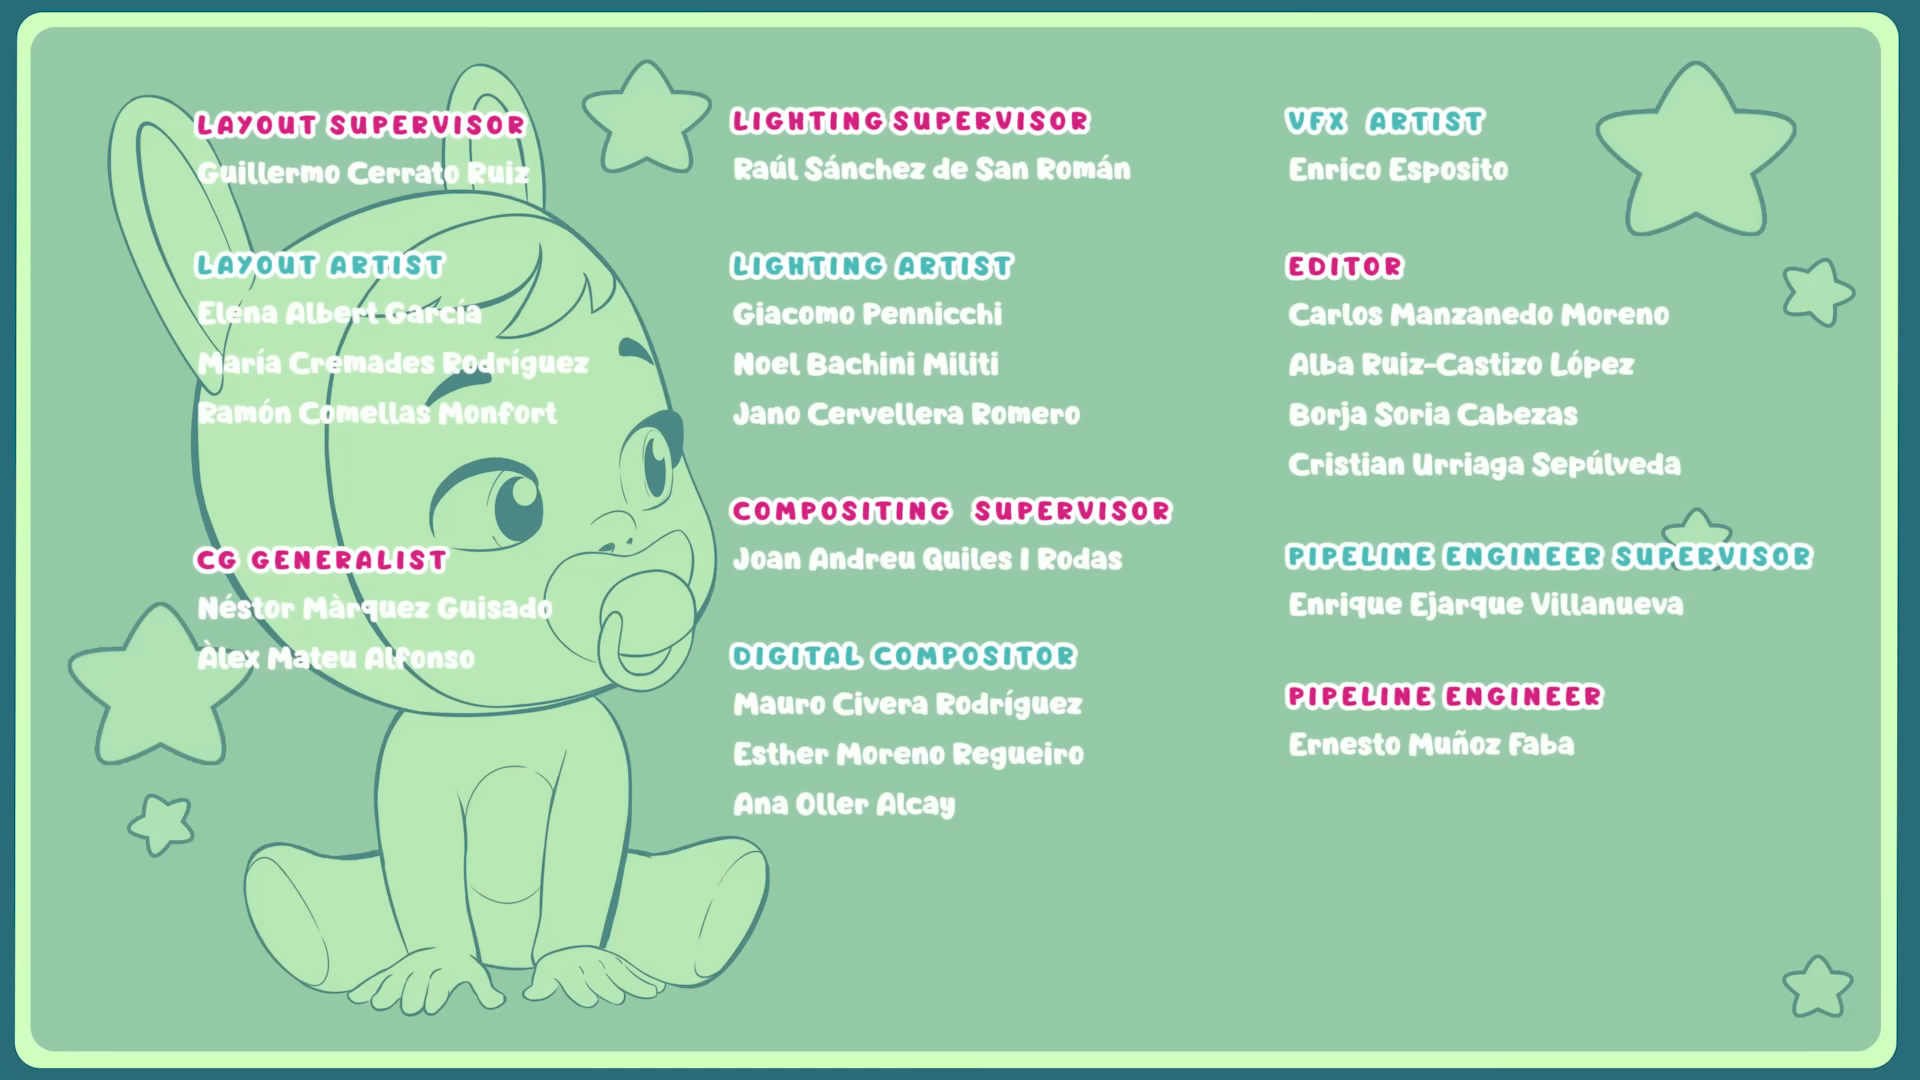 LAYOUT SUPERVISOR
Guillermo Cerrato Ruiz
LAYOUT ARTIST
Elena Albert García
María Cremades Rodríguez
Ramón Comellas Monfort
CG GENERALIST
Néstor Màrquez Guisado
Àlex Mateu Alfonso
LIGHTING SUPERVISOR
Raúl Sánchez de San Román
LIGHTING ARTIST
Giacomo Pennicchi
Noel Bachini Militi
Jano Cervellera Romero
COMPOSITING SUPERVISOR
Joan Andreu Quiles I Rodas
DIGITAL COMPOSITOR
Mauro Civera Rodríguez
Esther Moreno Regueiro
Ana Oller Alcay
VFX ARTIST
Enrico Esposito
EDITOR
Carlos Manzanedo Moreno
Alba Ruiz-Castizo López
Borja Soria Cabezas
Cristian Urriaga Sepúlveda
PIPELINE ENGINEER SUPERVISOR
Enrique Ejarque Villanueva
PIPELINE ENGINEER
Ernesto Muñoz Faba